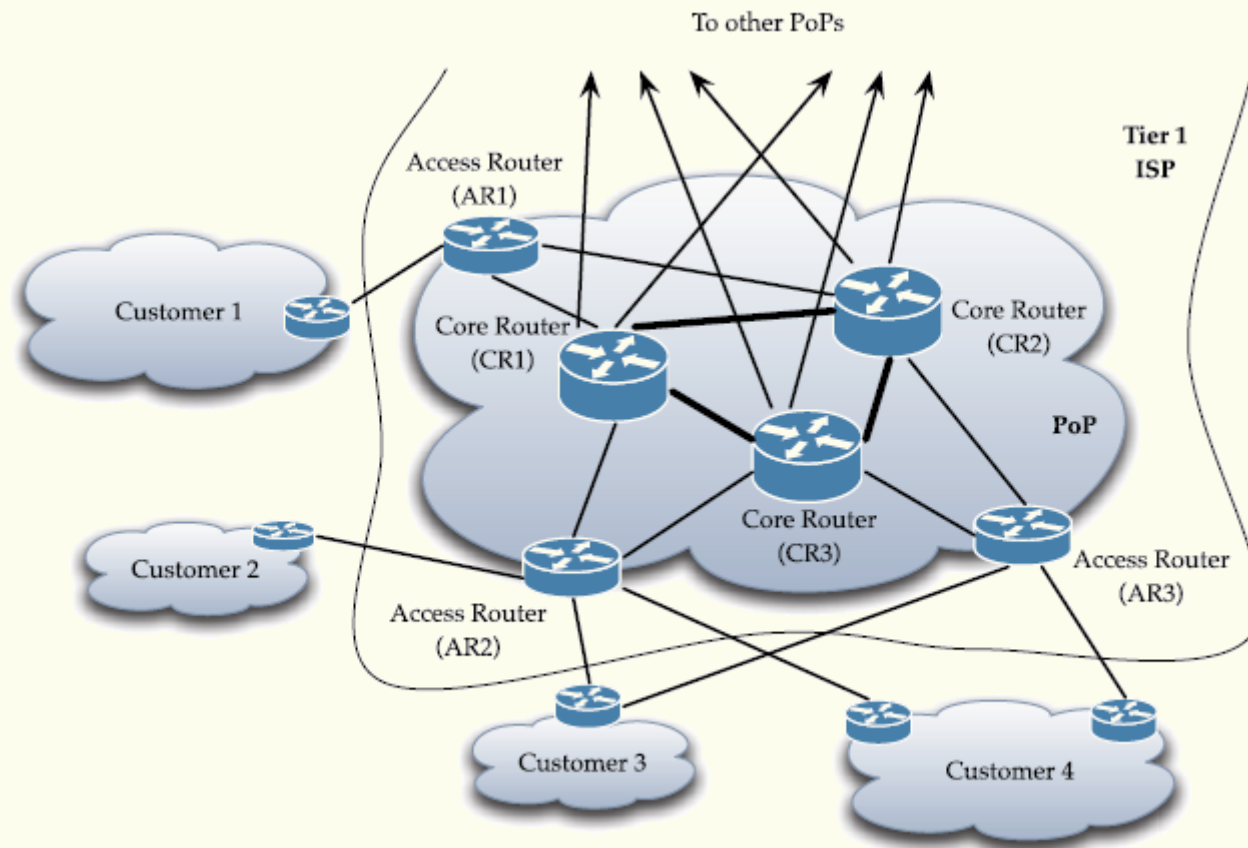 To other PoPs
Tier 1
ISP
Access Router
(AR1)
Customer 1
Core Router
(CR1)
Core Router
(CR2)
PoP
Core Router
(CR3)
Customer 2
Access Router
(AR2)
Access Router
(AR3)
Customer 3
Customer 4